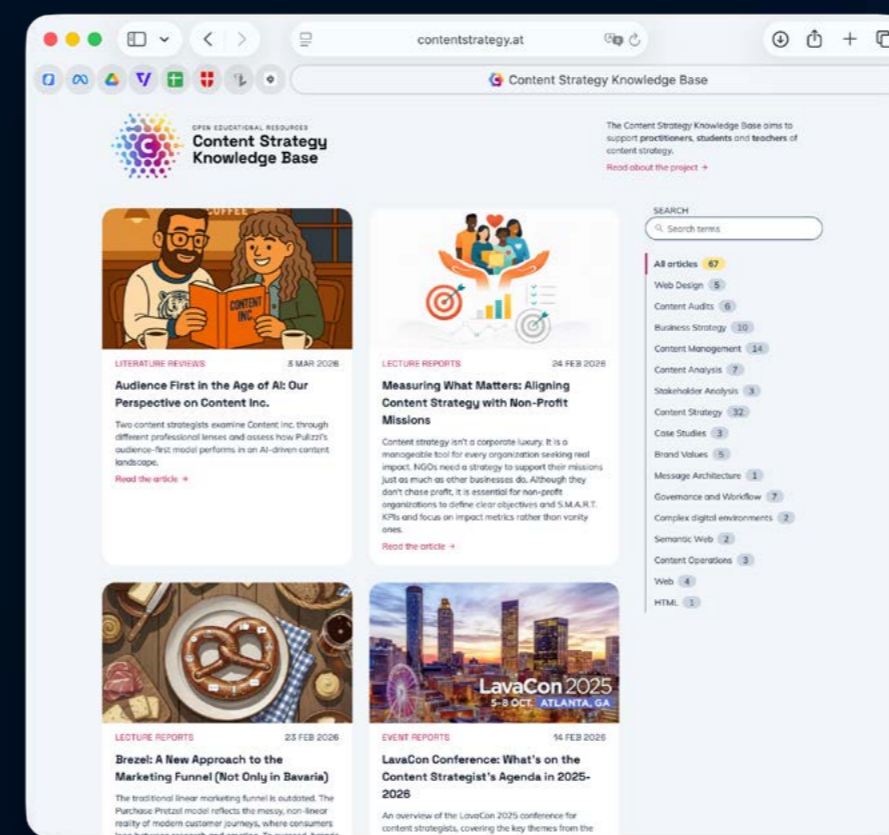 contentstrategy.at
Content Strategy Knowledge Base
OPEN EDUCATIONAL RESOURCES
Content Strategy
Knowledge Base
The Content Strategy Knowledge Base aims to
support practitioners, students and teachers of
content strategy.
Read about the project →
COFFEE
CONTENT
INC.
LITERATURE REVIEWS 3 MAR 2026
Audience First in the Age of AI: Our
Perspective on Content Inc.
Two content strategists examine Content Inc. through
different professional lenses and assess how Pulizzi's
audience-first model performs in an AI-driven content
landscape.
Read the article →
LECTURE REPORTS 24 FEB 2026
Measuring What Matters: Aligning
Content Strategy with Non-Profit
Missions
Content strategy isn't a corporate luxury. It is a
manageable tool for every organization seeking real
impact. NGOs need a strategy to support their missions
just as much as other businesses do. Although they
don't chase profit, it is essential for non-profit
organizations to define clear objectives and S.M.A.R.T.
KPIs and focus on impact metrics rather than vanity
ones.
Read the article →
SEARCH
Search terms
All articles 67
Web Design 5
Content Audits 6
Business Strategy 10
Content Management 14
Content Analysis 7
Stakeholder Analysis 3
Content Strategy 32
Case Studies 3
Brand Values 5
Message Architecture 1
Governance and Workflow 7
Complex digital environments 2
Semantic Web 2
Content Operations 3
Web 4
HTML 1
LECTURE REPORTS 23 FEB 2026
Brezel: A New Approach to the
Marketing Funnel (Not Only in Bavaria)
The traditional linear marketing funnel is outdated. The
Purchase Pretzel model reflects the messy, non-linear
reality of modern customer journeys, where consumers
LavaCon 2025
5-8 OCT. ATLANTA, GA
EVENT REPORTS 14 FEB 2026
LavaCon Conference: What's on the
Content Strategist's Agenda in 2025-
2026
An overview of the LavaCon 2025 conference for
content strategists, covering the key themes from the